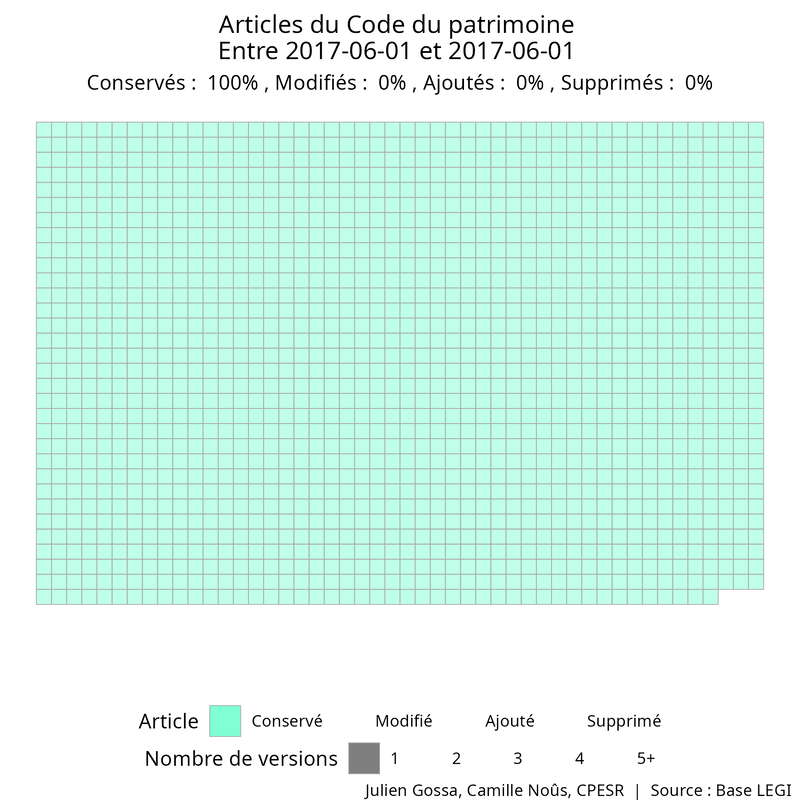 Articles du Code du patrimoine
Entre 2017-06-01 et 2017-06-01
Conservés :  100% , Modifiés :  0% , Ajoutés :  0% , Supprimés :  0%
Article Conservé Modifié Ajouté Supprimé
Nombre de versions 1 2 3 4 5+
Julien Gossa, Camille Noûs, CPESR  |  Source : Base LEGI